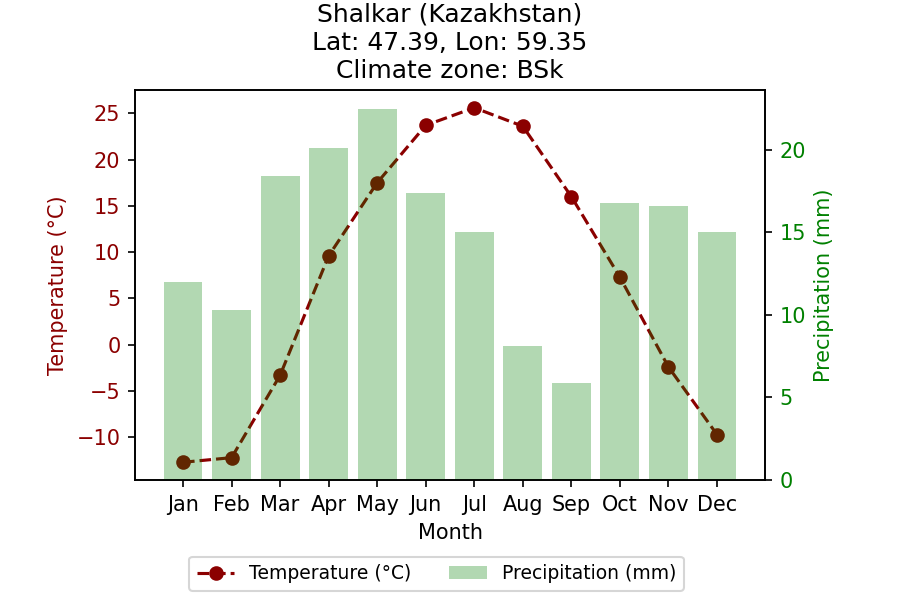 Shalkar (Kazakhstan)
Lat: 47.39, Lon: 59.35
Climate zone: BSk
25
20
15
10
5
0
−5
−10
Temperature (°C)
20
15
10
5
0
Precipitation (mm)
Jan Feb Mar Apr May Jun Jul Aug Sep Oct Nov Dec
Month
Temperature (°C) Precipitation (mm)